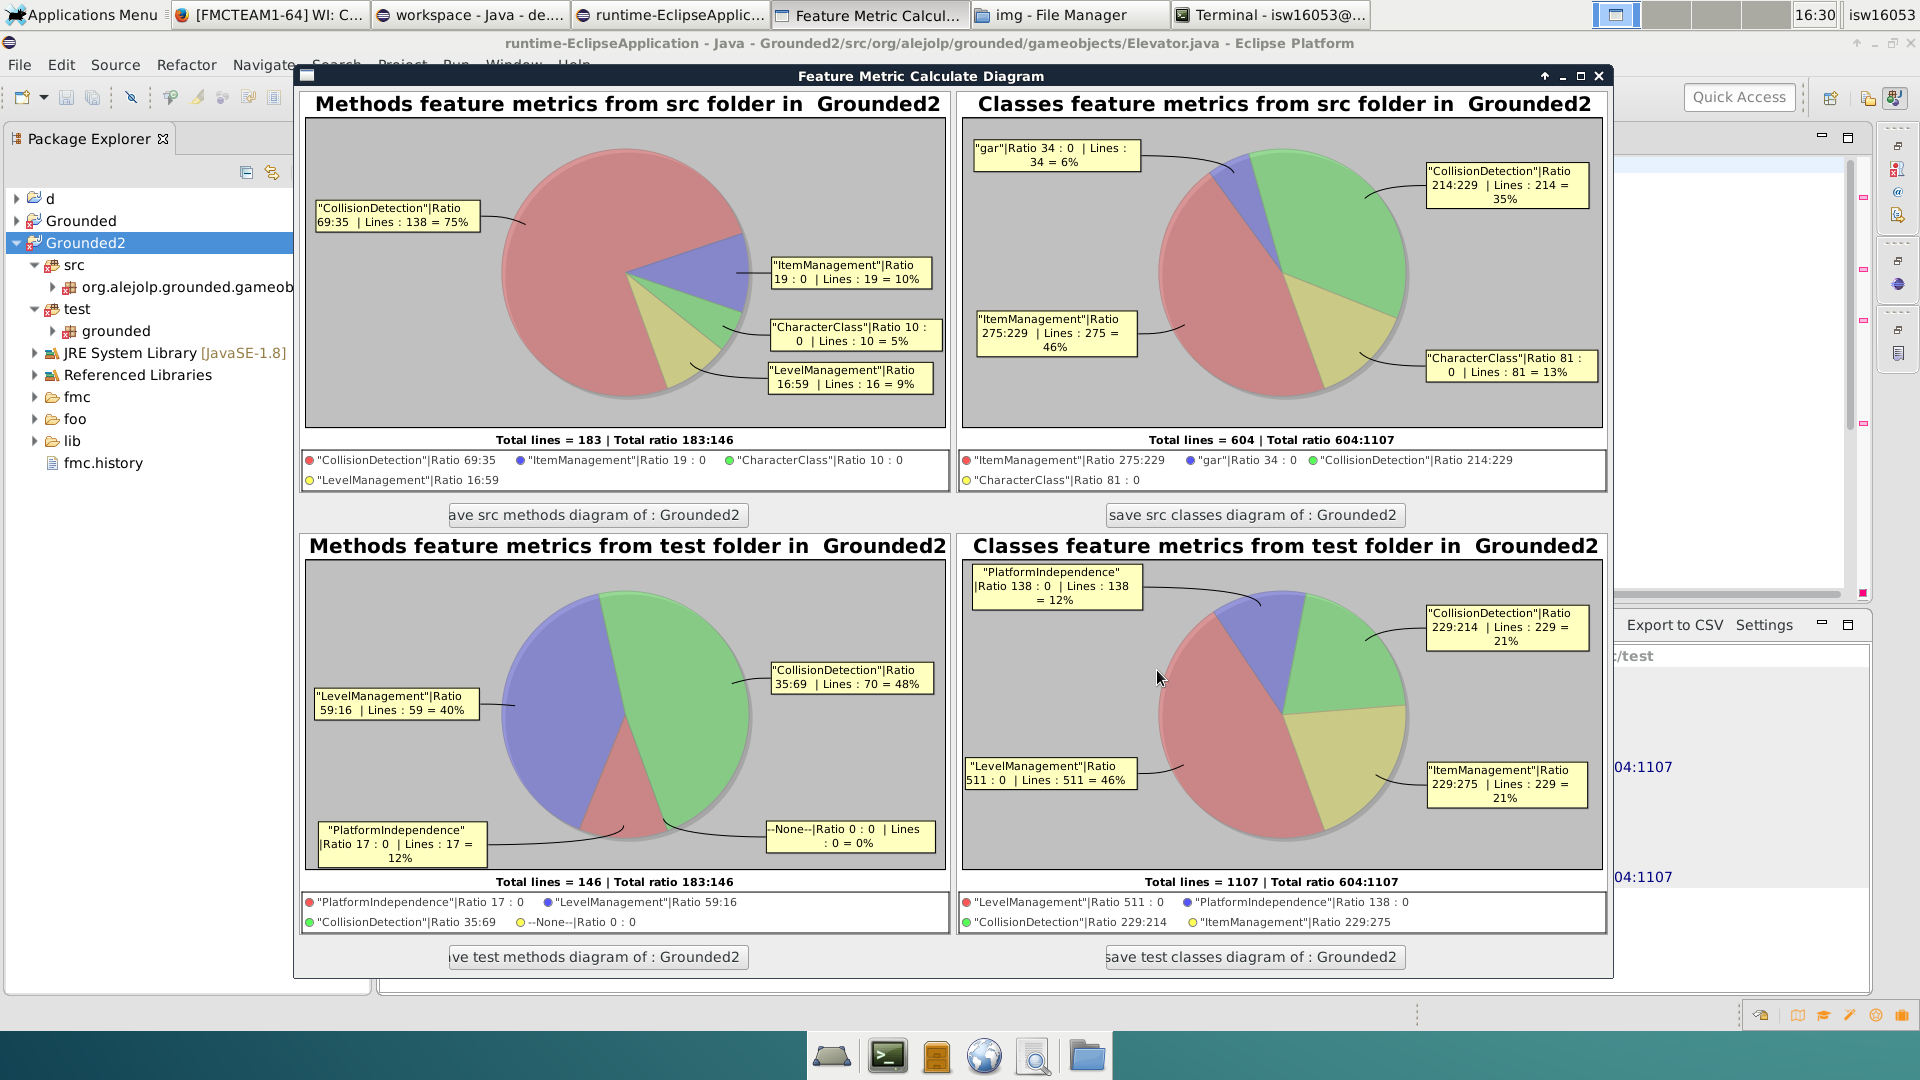 Applications Menu
[FMCTEAM1-64] WI: C...
workspace - Java - de....
runtime-EclipseApplic...
Feature Metric Calcul...
img - File Manager
Terminal - isw16053@...
16:30
isw16053
runtime-EclipseApplication - Java - Grounded2/src/org/alejolp/grounded/gameobjects/Elevator.java - Eclipse Platform
File Edit Source Refactor Navigate Search Project Run Window Help
Feature Metric Calculate Diagram
Quick Access
Package Explorer
d
Grounded
Grounded2
src
org.alejolp.grounded.gameob
test
grounded
JRE System Library [JavaSE-1.8]
Referenced Libraries
fmc
foo
lib
fmc.history
Methods feature metrics from src folder in Grounded2
"CollisionDetection"|Ratio
69:35 | Lines : 138 = 75%
"ItemManagement"|Ratio
19 : 0 | Lines : 19 = 10%
"CharacterClass"|Ratio 10 :
0 | Lines : 10 = 5%
"LevelManagement"|Ratio
16:59 | Lines : 16 = 9%
Total lines = 183 | Total ratio 183:146
"CollisionDetection"|Ratio 69:35 "ItemManagement"|Ratio 19 : 0 "CharacterClass"|Ratio 10 : 0
"LevelManagement"|Ratio 16:59
ave src methods diagram of : Grounded2
Classes feature metrics from src folder in Grounded2
"gar"|Ratio 34 : 0 | Lines :
34 = 6%
"CollisionDetection"|Ratio
214:229 | Lines : 214 =
35%
"ItemManagement"|Ratio
275:229 | Lines : 275 =
46%
"CharacterClass"|Ratio 81 :
0 | Lines : 81 = 13%
Total lines = 604 | Total ratio 604:1107
"ItemManagement"|Ratio 275:229 "gar"|Ratio 34 : 0 "CollisionDetection"|Ratio 214:229
"CharacterClass"|Ratio 81 : 0
save src classes diagram of : Grounded2
Methods feature metrics from test folder in Grounded2
"CollisionDetection"|Ratio
35:69 | Lines : 70 = 48%
"LevelManagement"|Ratio
59:16 | Lines : 59 = 40%
"PlatformIndependence"
|Ratio 17 : 0 | Lines : 17 =
12%
--None--|Ratio 0 : 0 | Lines
: 0 = 0%
Total lines = 146 | Total ratio 183:146
"PlatformIndependence"|Ratio 17 : 0 "LevelManagement"|Ratio 59:16
"CollisionDetection"|Ratio 35:69 --None--|Ratio 0 : 0
ve test methods diagram of : Grounded2
Classes feature metrics from test folder in Grounded2
"PlatformIndependence"
|Ratio 138 : 0 | Lines : 138
= 12%
"CollisionDetection"|Ratio
229:214 | Lines : 229 =
21%
"LevelManagement"|Ratio
511 : 0 | Lines : 511 = 46%
"ItemManagement"|Ratio
229:275 | Lines : 229 =
21%
Total lines = 1107 | Total ratio 604:1107
"LevelManagement"|Ratio 511 : 0 "PlatformIndependence"|Ratio 138 : 0
"CollisionDetection"|Ratio 229:214 "ItemManagement"|Ratio 229:275
save test classes diagram of : Grounded2
Export to CSV Settings
:/test
04:1107
04:1107